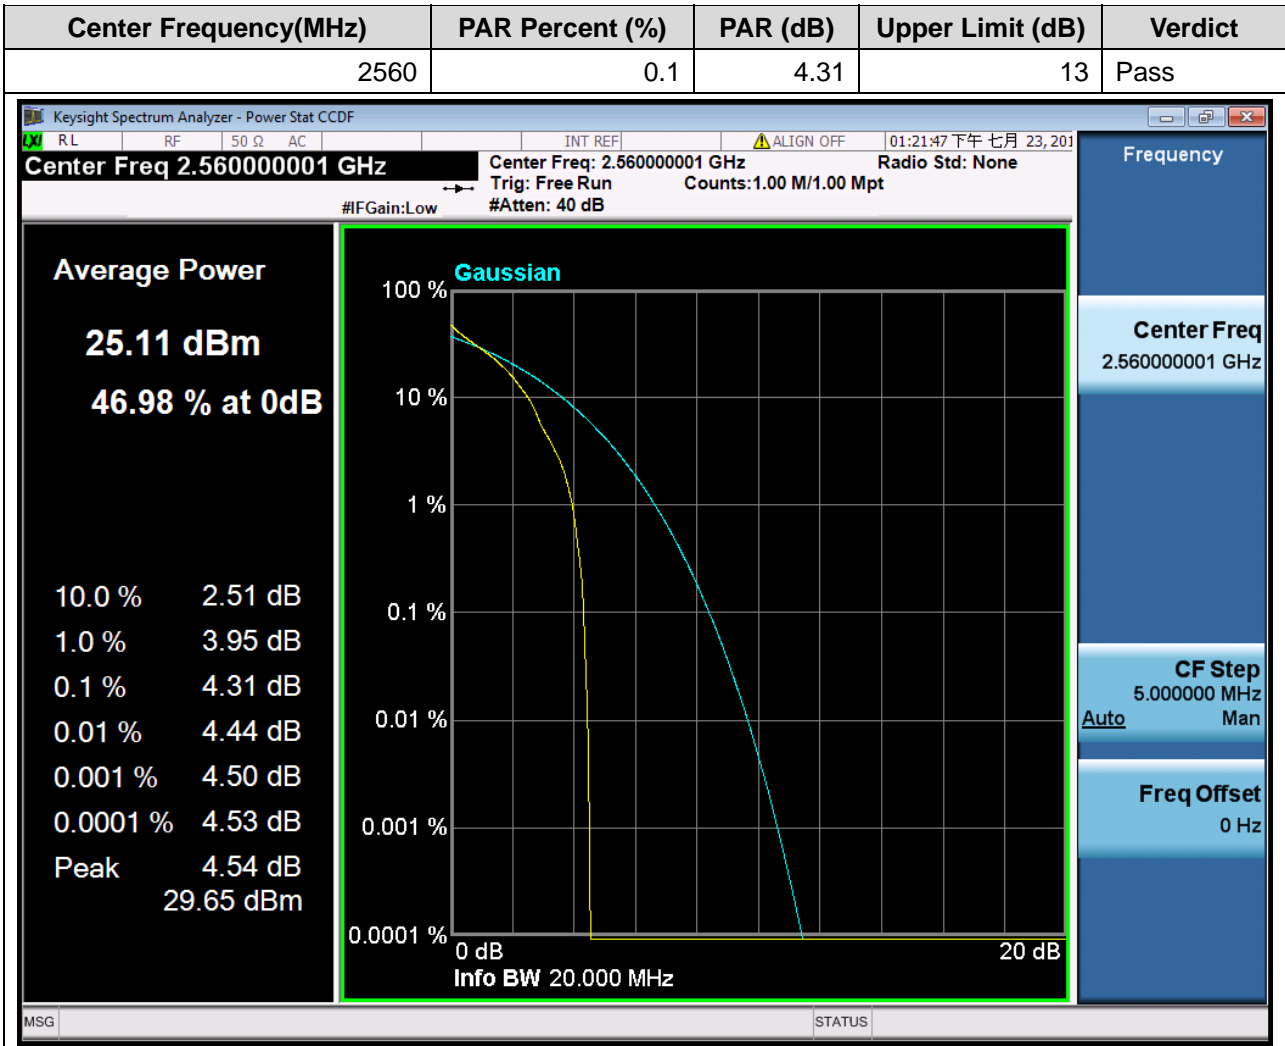 Center Frequency(MHz) PAR Percent (%) PAR (dB) Upper Limit (dB) Verdict
2560 0.1 4.31 13 Pass
Keysight Spectrum Analyzer - Power Stat CCDF
LXI RL RF 50 Ω AC INT REF ALIGN OFF 01:21:47 下午 七月 23, 201
Center Freq 2.560000001 GHz
#IFGain:Low
Center Freq: 2.560000001 GHz Radio Std: None
Trig: Free Run Counts:1.00 M/1.00 Mpt
#Atten: 40 dB
Average Power
25.11 dBm
46.98 % at 0dB
10.0 % 2.51 dB
1.0 % 3.95 dB
0.1 % 4.31 dB
0.01 % 4.44 dB
0.001 % 4.50 dB
0.0001 % 4.53 dB
Peak 4.54 dB
29.65 dBm
Gaussian
100 %
10 %
1 %
0.1 %
0.01 %
0.001 %
0.0001 %
0 dB 20 dB
Info BW 20.000 MHz
Frequency
Center Freq
2.560000001 GHz
CF Step
5.000000 MHz
Auto Man
Freq Offset
0 Hz
MSG STATUS